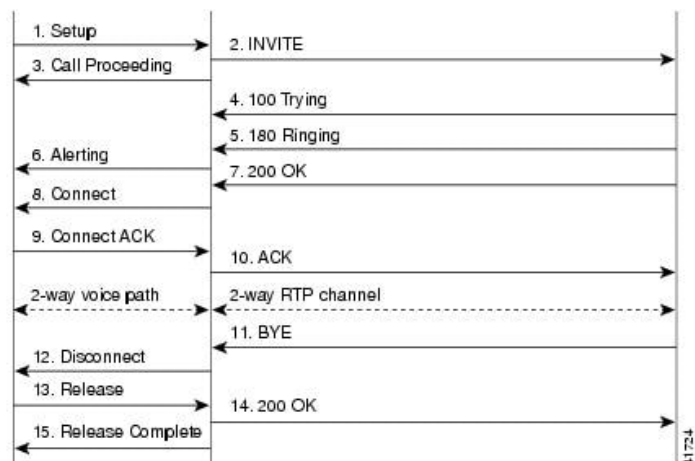 1. Setup
2. INVITE
3. Call Proceeding
4. 100 Trying
5. 180 Ringing
6. Alerting
7. 200 OK
8. Connect
9. Connect ACK
10. ACK
2-way voice path
2-way RTP channel
11. BYE
12. Disconnect
13. Release
14. 200 OK
15. Release Complete
41724